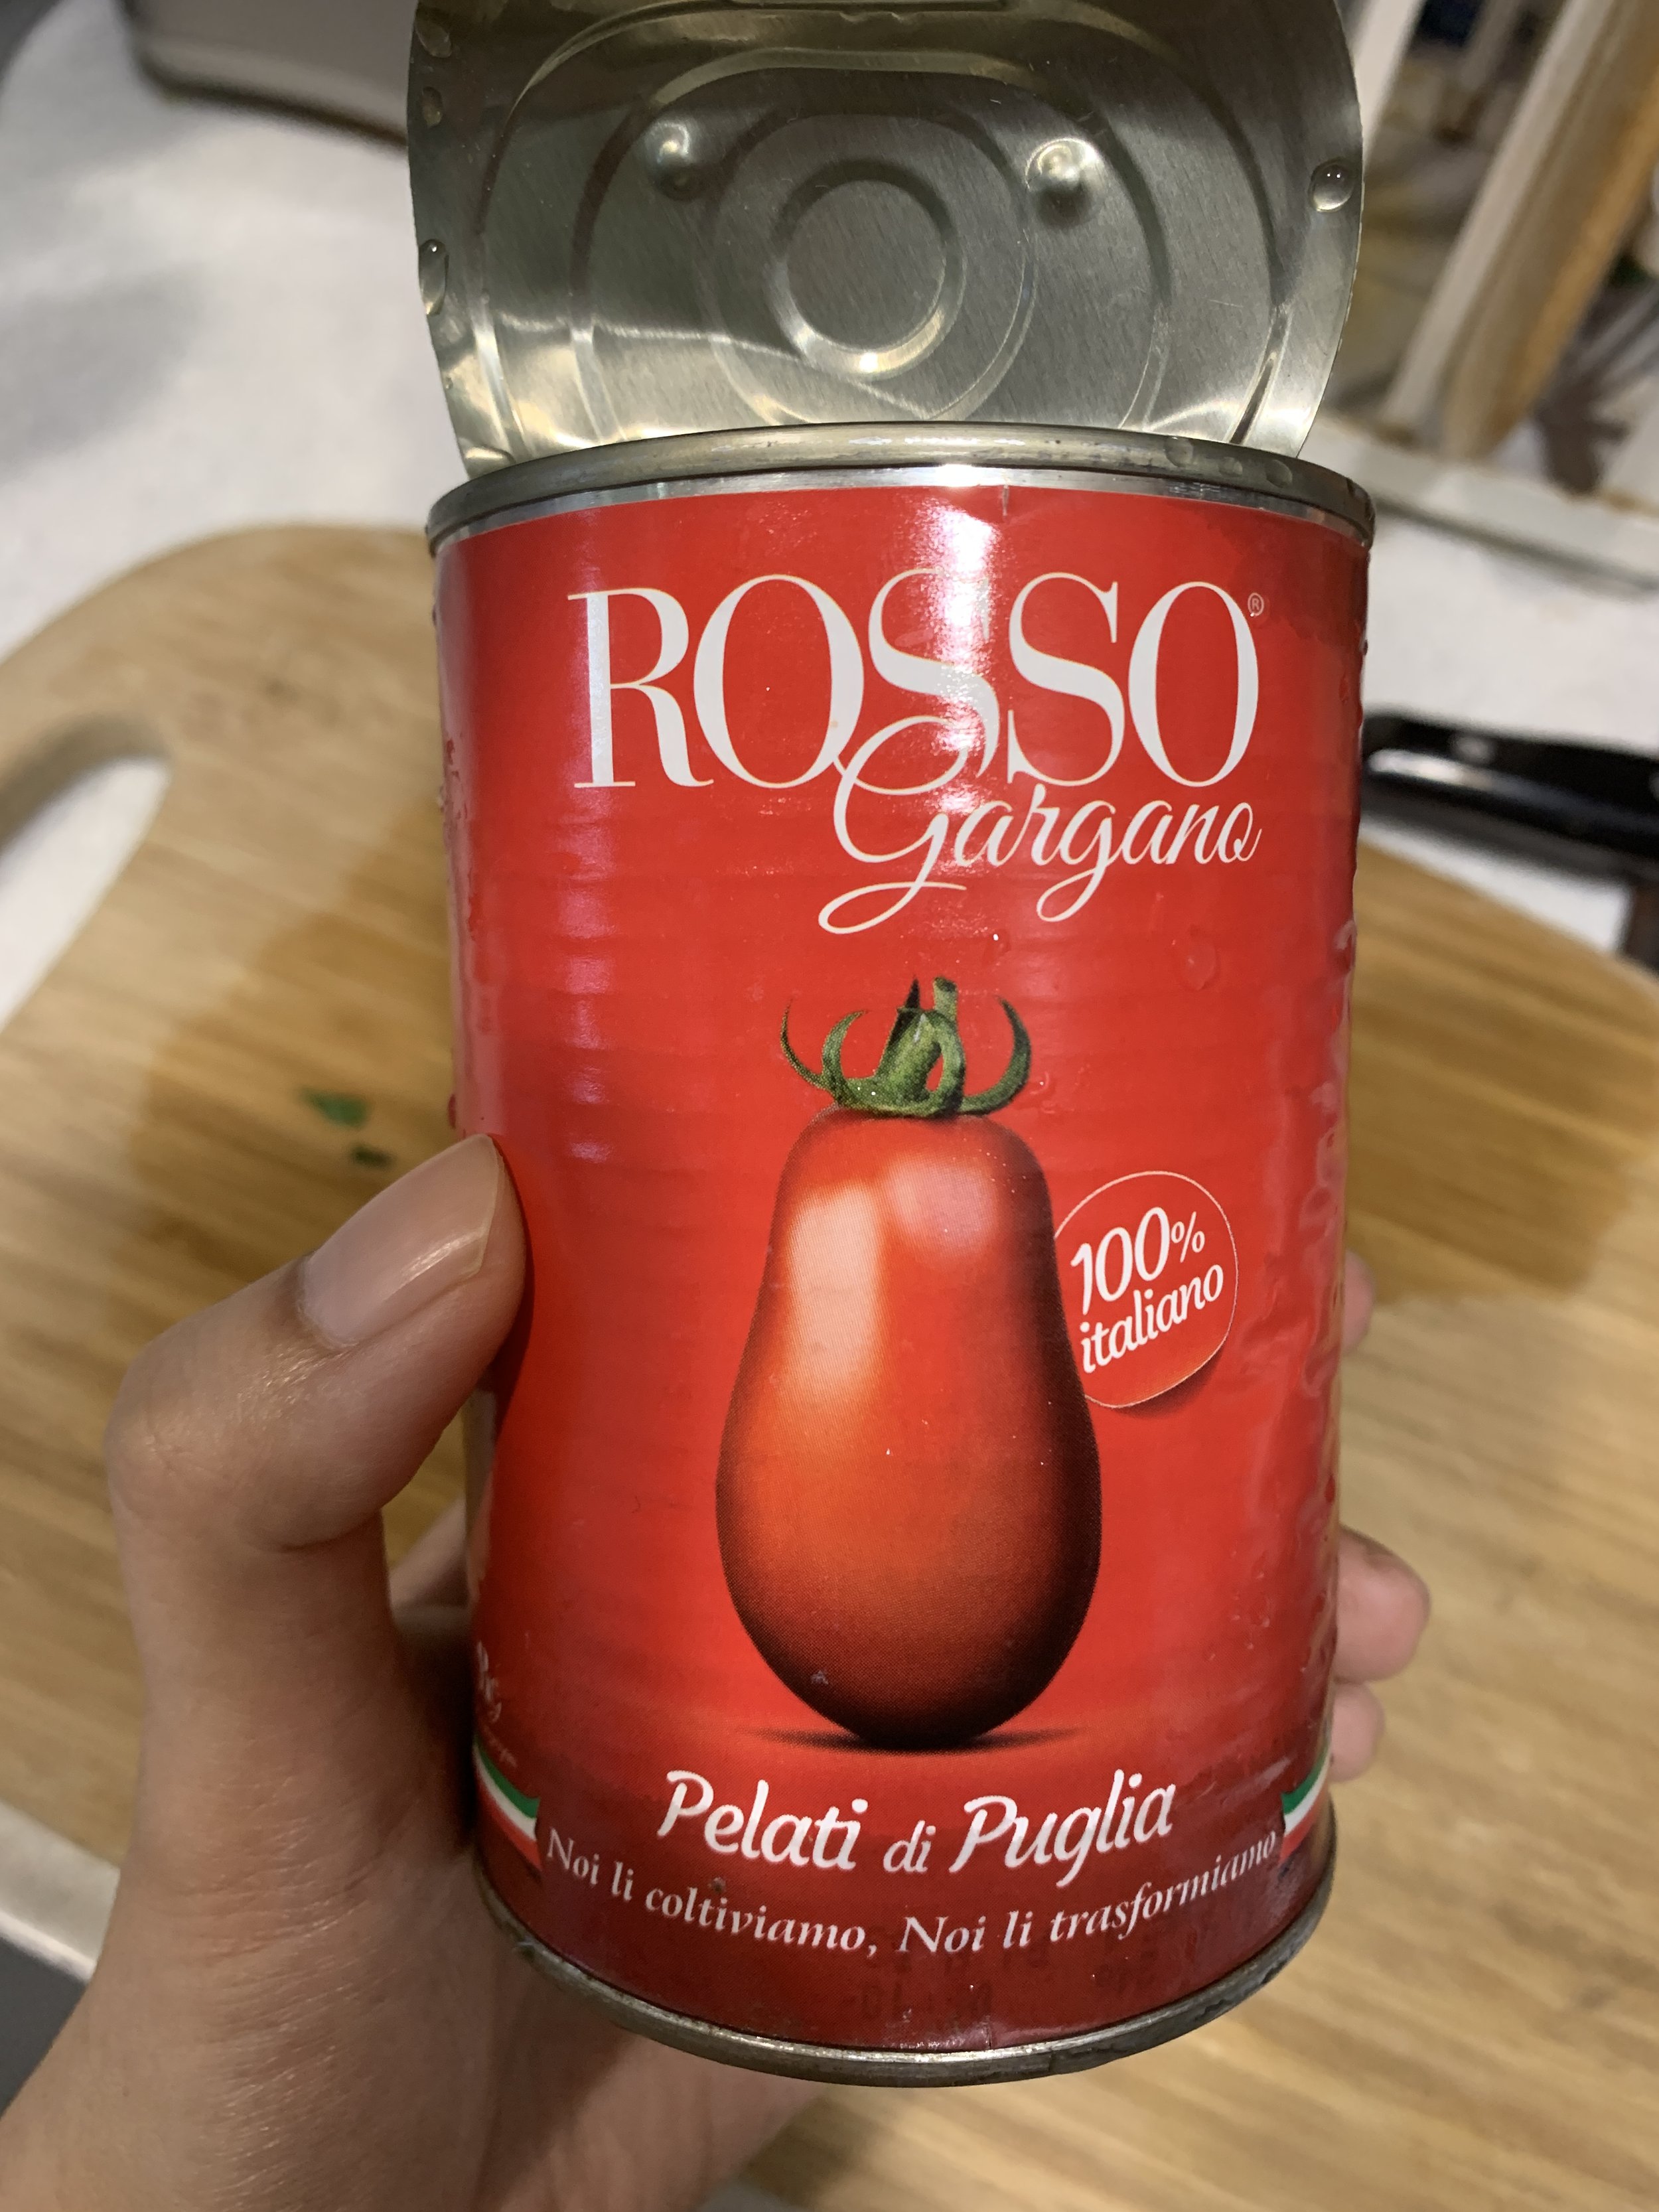 ROSSO®
Gargano
100%
italiano
Pelati di Puglia
Noi li coltiviamo, Noi li trasformiamo